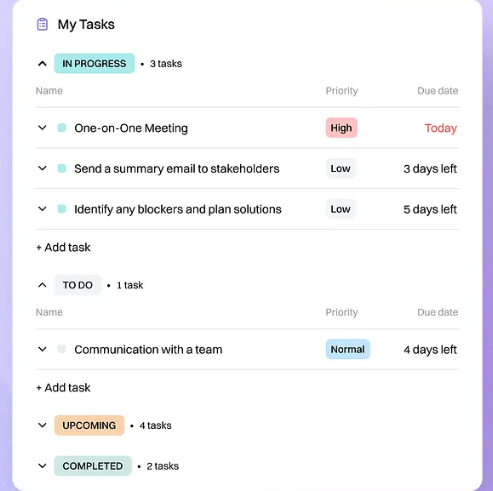 My Tasks
IN PROGRESS • 3 tasks
Name Priority Due date
One-on-One Meeting High Today
Send a summary email to stakeholders Low 3 days left
Identify any blockers and plan solutions Low 5 days left
+ Add task
TO DO • 1 task
Name Priority Due date
Communication with a team Normal 4 days left
+ Add task
UPCOMING • 4 tasks
COMPLETED • 2 tasks